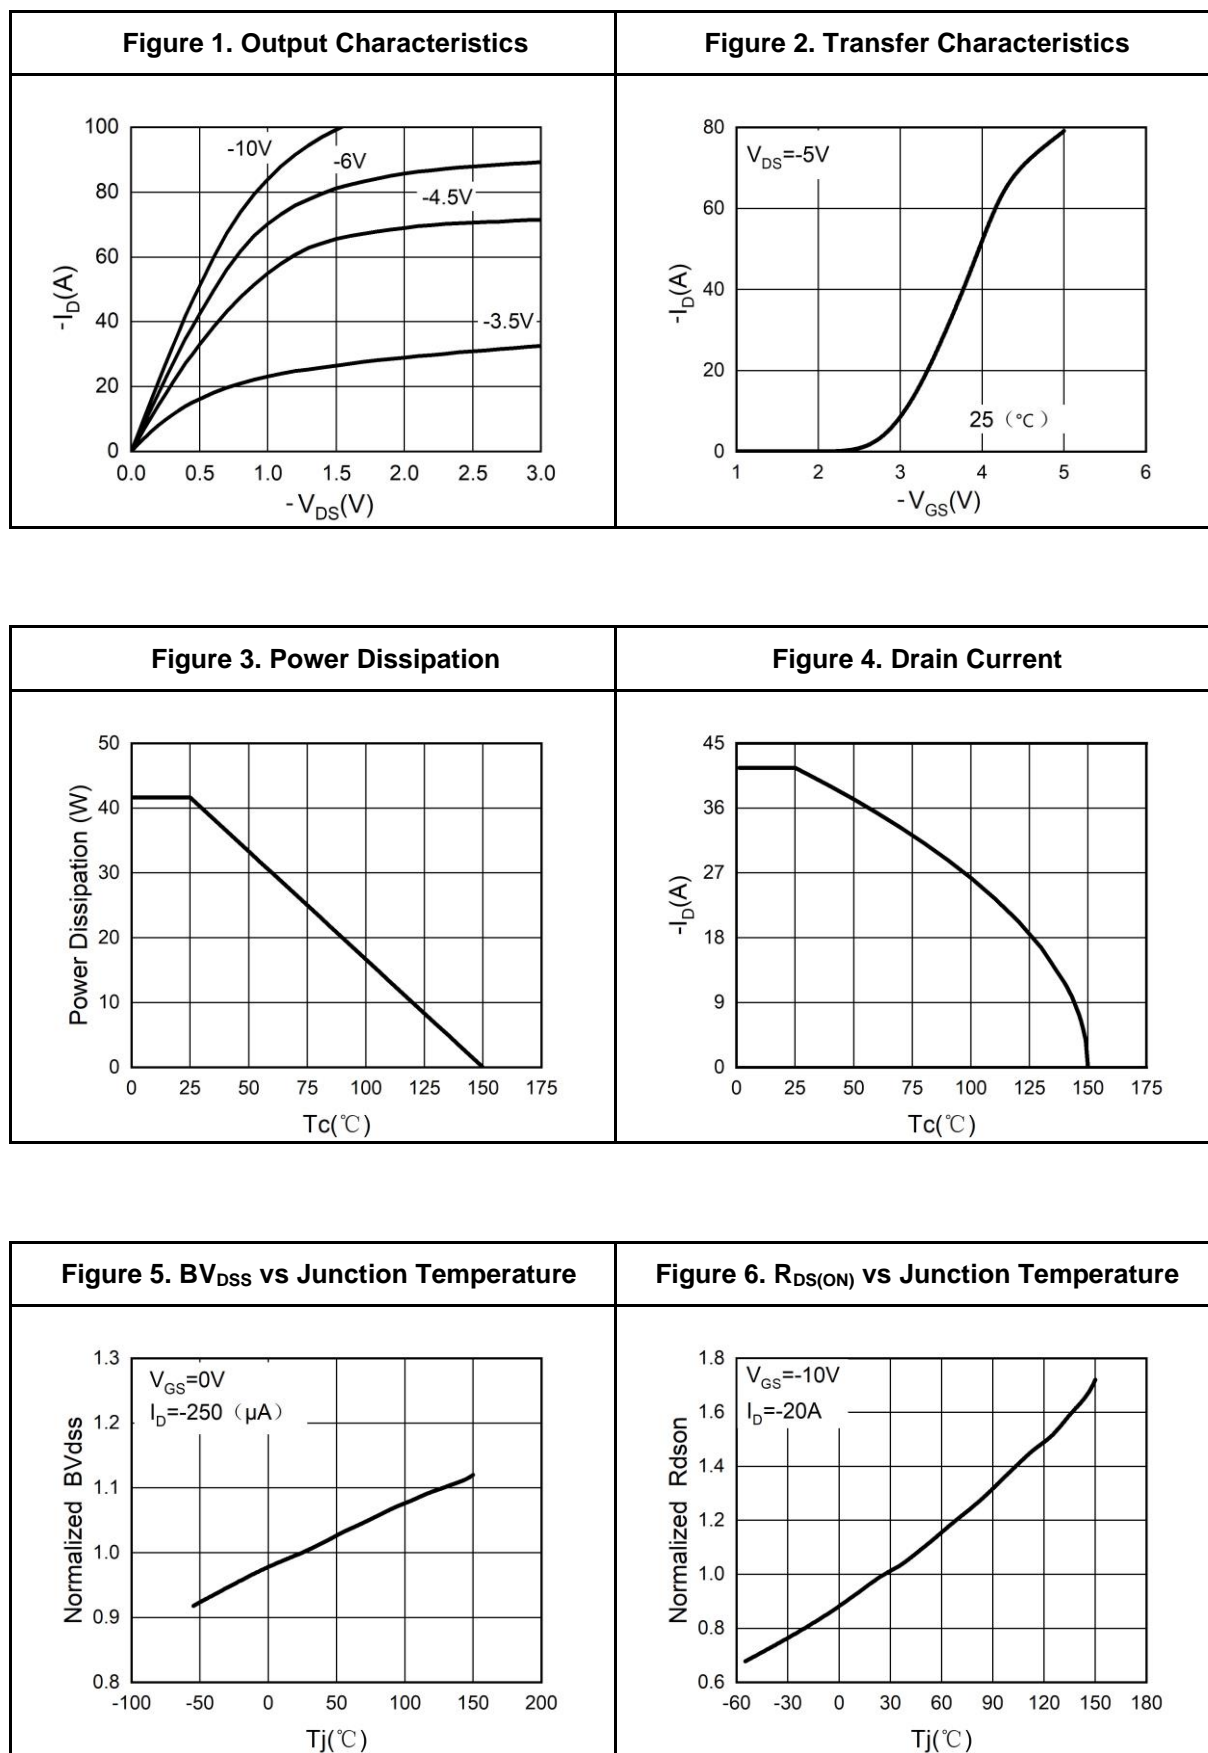 Figure 1. Output Characteristics
Figure 2. Transfer Characteristics
100
80
60
40
20
0
-I_D(A)
-10V
-6V
-4.5V
-3.5V
0.0 0.5 1.0 1.5 2.0 2.5 3.0
-V_DS(V)
80
60
40
20
0
-I_D(A)
V_DS=-5V
25（℃）
1 2 3 4 5 6
-V_GS(V)
Figure 3. Power Dissipation
Figure 4. Drain Current
50
40
30
20
10
0
Power Dissipation (W)
0 25 50 75 100 125 150 175
Tc(℃)
45
36
27
18
9
0
-I_D(A)
0 25 50 75 100 125 150 175
Tc(℃)
Figure 5. BV_DSS vs Junction Temperature
Figure 6. R_DS(ON) vs Junction Temperature
1.3
1.2
1.1
1.0
0.9
0.8
Normalized BVdss
V_GS=0V
I_D=-250（μA）
-100 -50 0 50 100 150 200
Tj(℃)
1.8
1.6
1.4
1.2
1.0
0.8
0.6
Normalized Rdson
V_GS=-10V
I_D=-20A
-60 -30 0 30 60 90 120 150 180
Tj(℃)